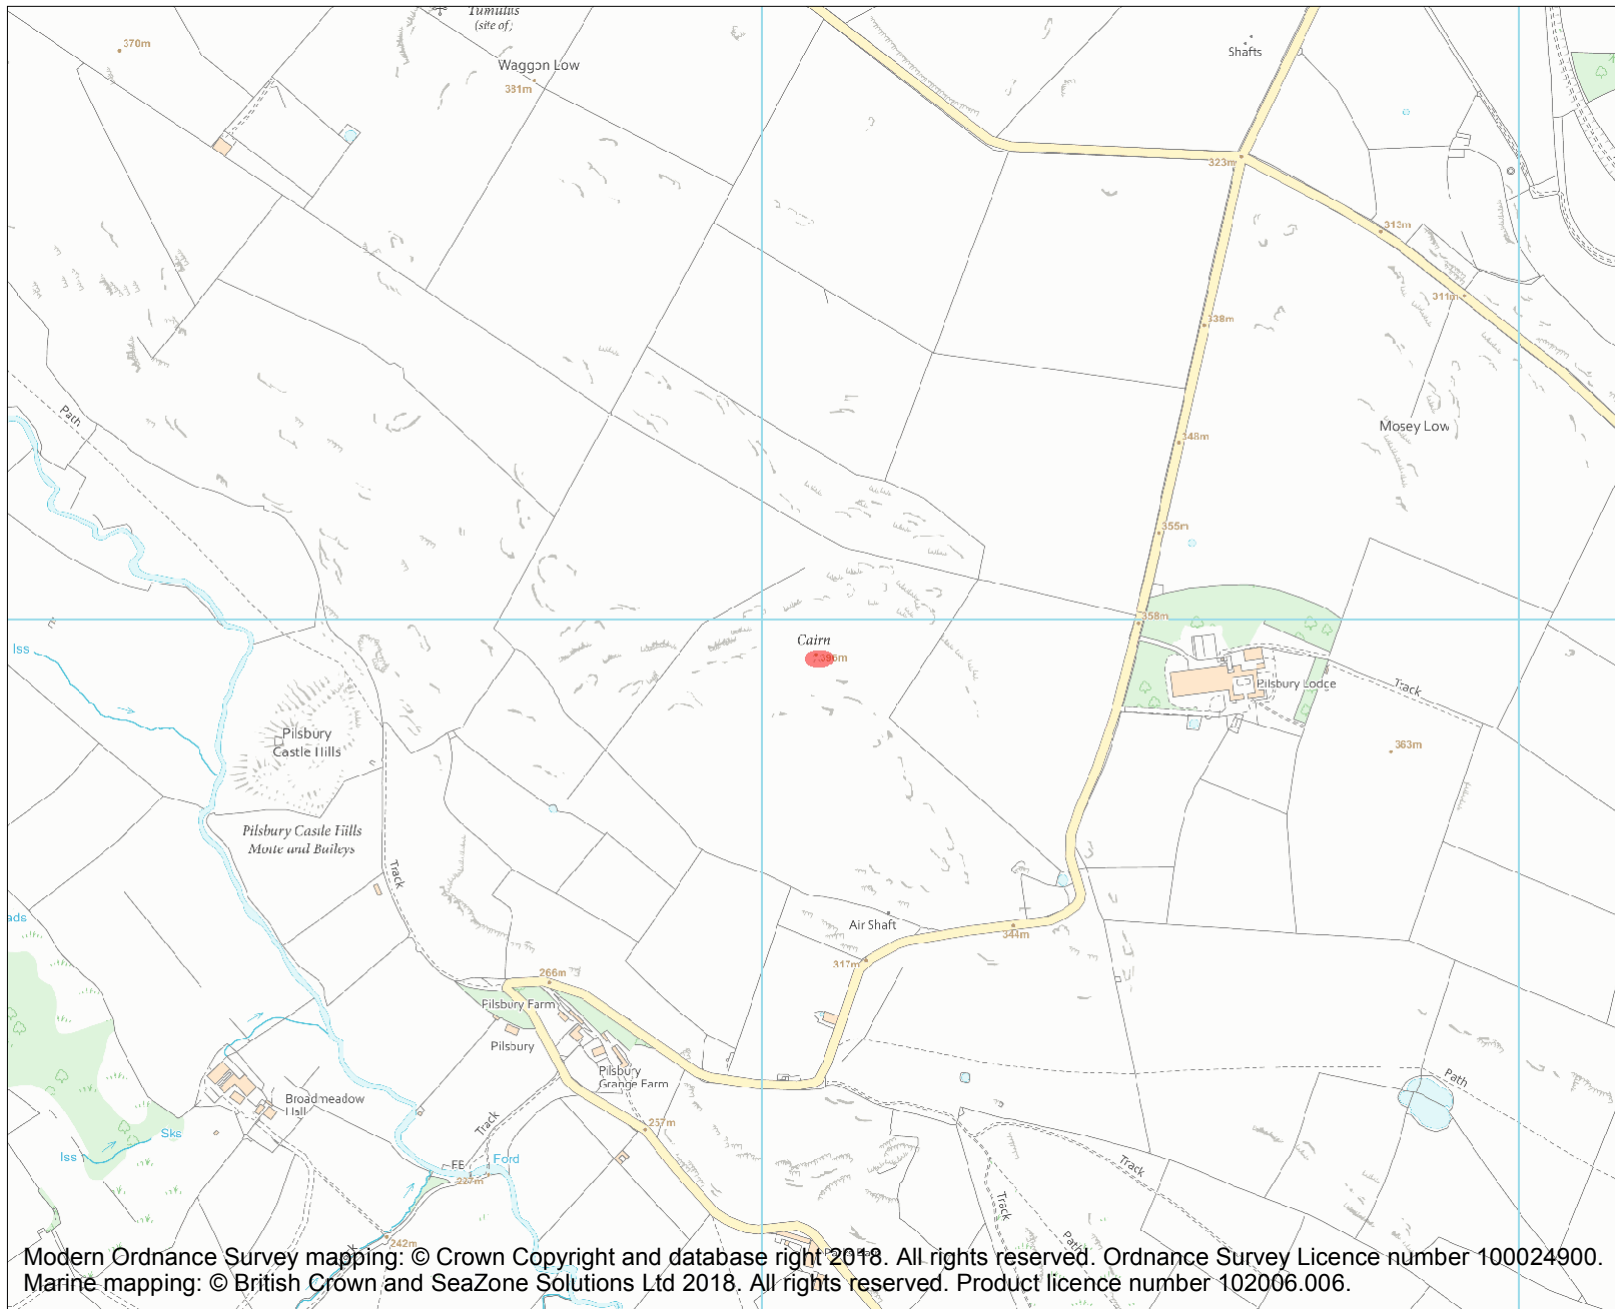 Tumulus
(site of)
370m
Waggon Low
381m
Shafts
323m
313m
311m
338m
Path
Mosey Low
348m
355m
358m
Cairn
Iss
Pilsbury Lodge
Track
363m
Pilsbury
Castle Hills
Pilsbury Castle Hills
Motte and Baileys
Track
ads
Air Shaft
344m
317m
266m
Pilsbury Farm
Pilsbury
Pilsbury
Grange Farm
Path
Broadmeadow
Hall
Track
257m
Sks
Iss
FB
Ford
227m
Track
Track
Path
242m
Modern Ordnance Survey mapping: © Crown Copyright and database right 2018. All rights reserved. Ordnance Survey Licence number 100024900.
Marine mapping: © British Crown and SeaZone Solutions Ltd 2018. All rights reserved. Product licence number 102006.006.